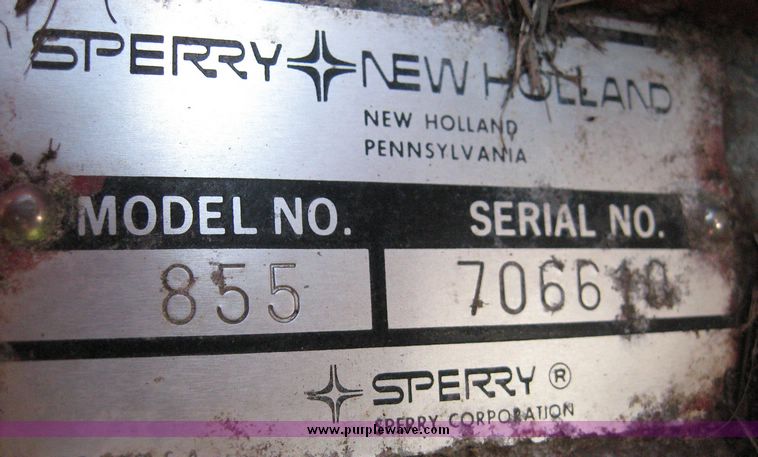 SPERRY NEW HOLLAND
NEW HOLLAND
PENNSYLVANIA
MODEL NO. SERIAL NO.
855 706610
SPERRY ®
SPERRY CORPORATION
www.purplewave.com